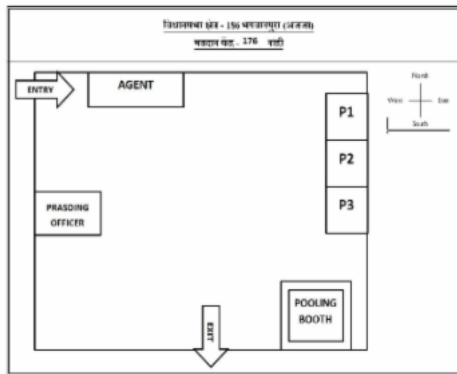 विधानसभा क्षेत्र - 186 भगवानपुरा (अजजा)
मतदान केंद्र - 176 वाडी
ENTRY
AGENT
North
West
East
South
P1
P2
P3
PRASDING
OFFICER
POOLING
BOOTH
EXIT